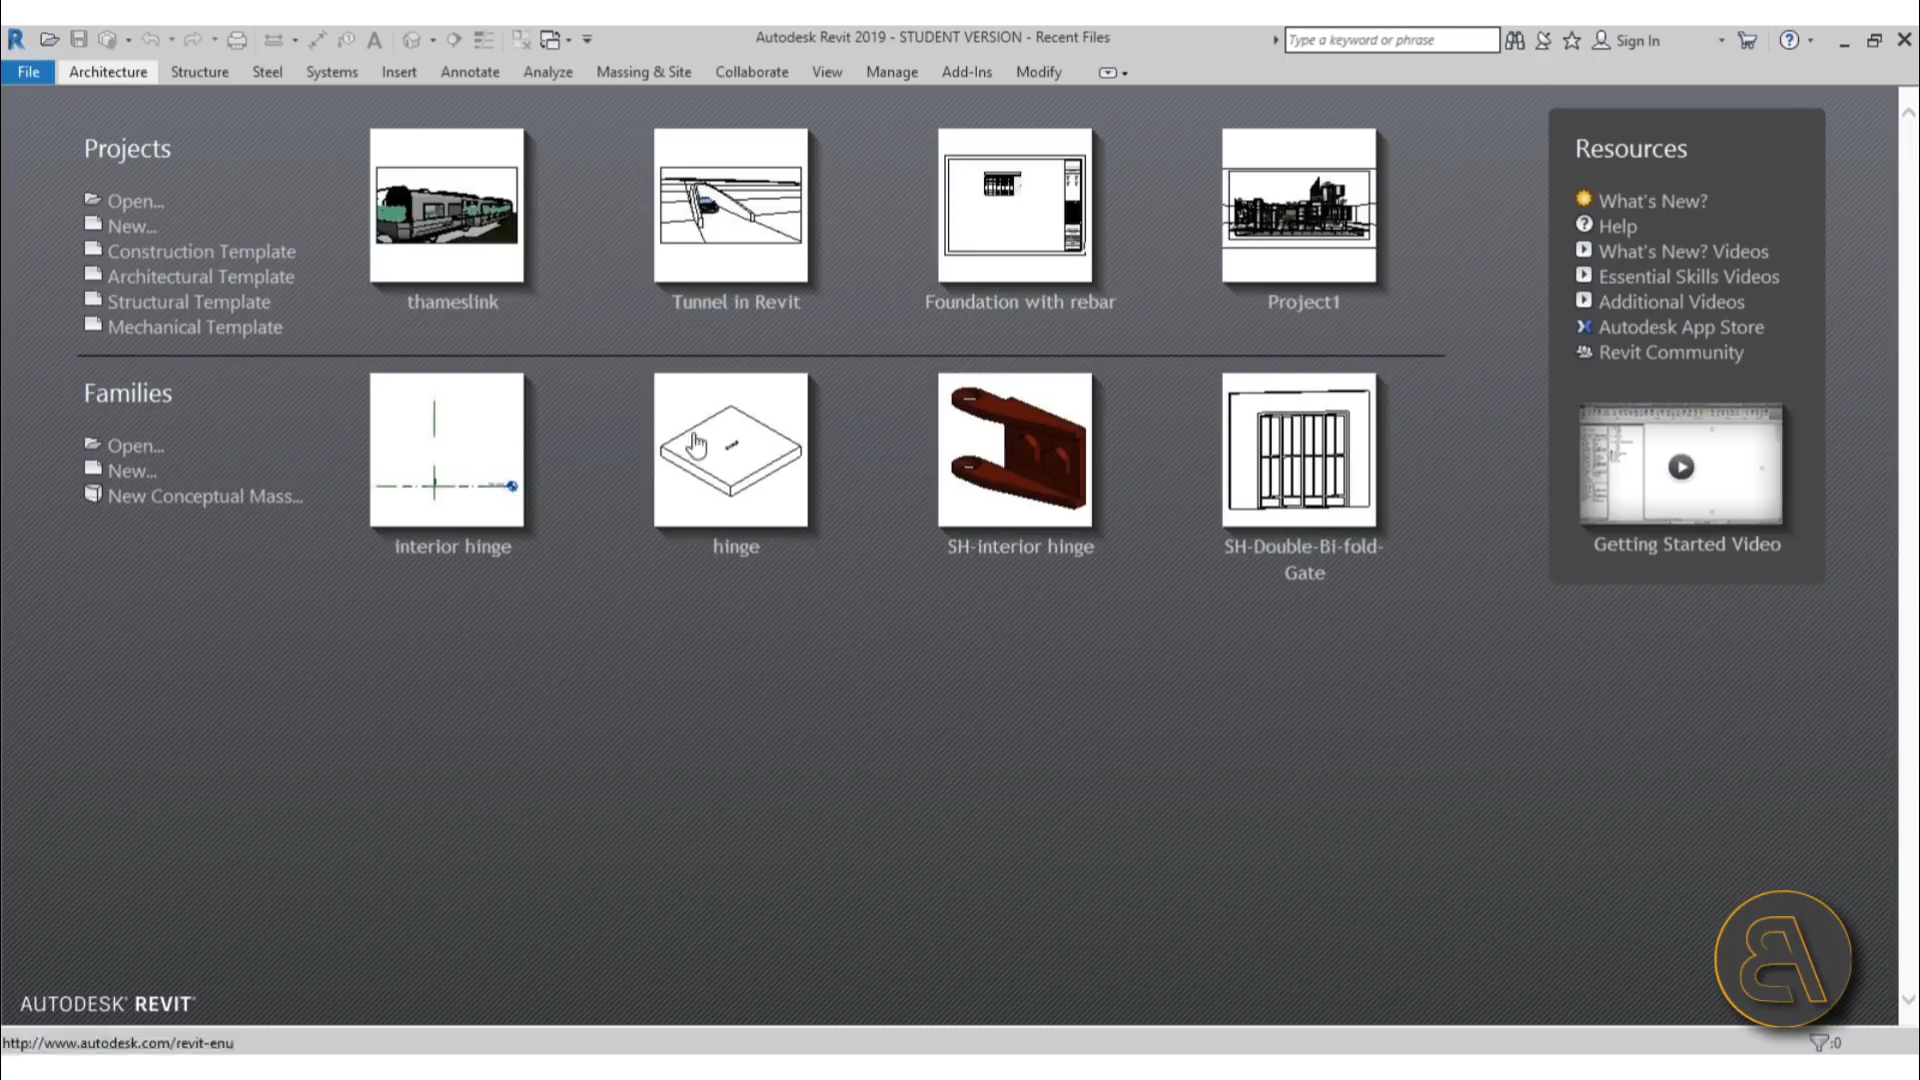 Autodesk Revit 2019 - STUDENT VERSION - Recent Files
Type a keyword or phrase
Sign In
File Architecture Structure Steel Systems Insert Annotate Analyze Massing & Site Collaborate View Manage Add-Ins Modify
Projects
Open...
New...
Construction Template
Architectural Template
Structural Template
Mechanical Template
thameslink
Tunnel in Revit
Foundation with rebar
Project1
Families
Open...
New...
New Conceptual Mass...
interior hinge
hinge
SH-interior hinge
SH-Double-Bi-fold-
Gate
Resources
What's New?
Help
What's New? Videos
Essential Skills Videos
Additional Videos
Autodesk App Store
Revit Community
Getting Started Video
AUTODESK® REVIT®
http://www.autodesk.com/revit-enu
:0